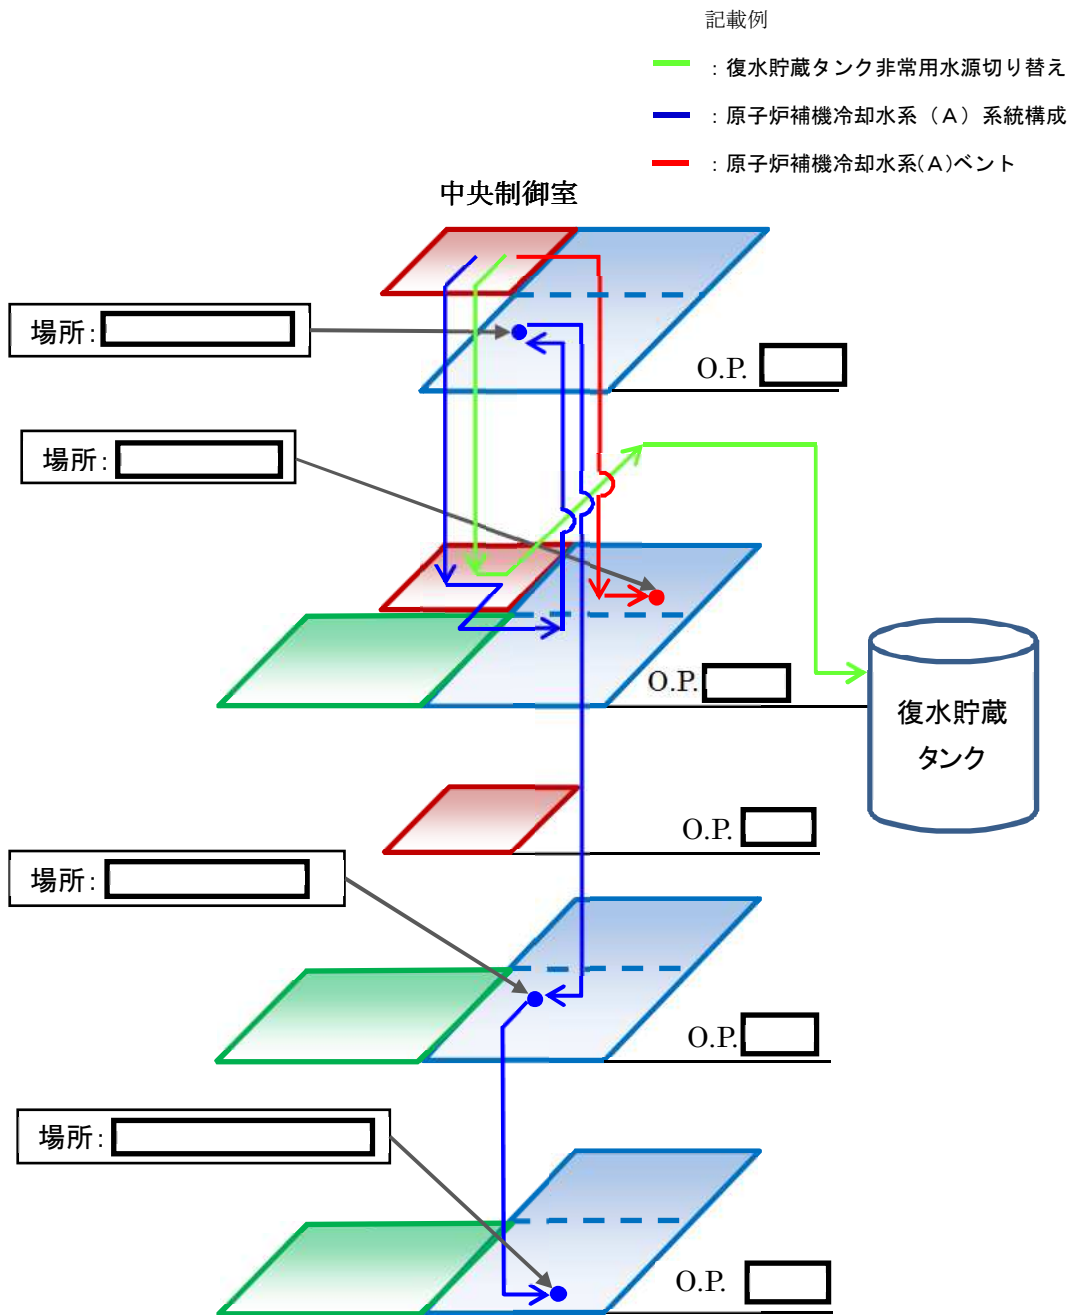 記載例
：復水貯蔵タンク非常用水源切り替え
：原子炉補機冷却水系（Ａ）系統構成
：原子炉補機冷却水系(Ａ)ベント
中央制御室
場所：
O.P.
場所：
O.P.
復水貯蔵
タンク
O.P.
場所：
O.P.
場所：
O.P.